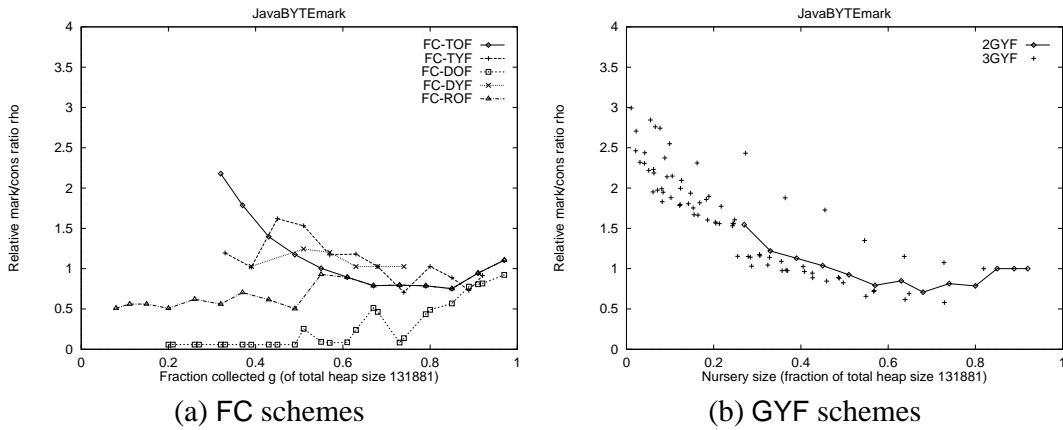 JavaBYTEmark
4
3.5
3
2.5
2
1.5
1
0.5
0
0
0.2
0.4
0.6
0.8
1
Relative mark/cons ratio rho
Fraction collected g (of total heap size 131881)
FC-TOF
FC-TYF
FC-DOF
FC-DYF
FC-ROF
(a) FC schemes
JavaBYTEmark
4
3.5
3
2.5
2
1.5
1
0.5
0
0
0.2
0.4
0.6
0.8
1
Relative mark/cons ratio rho
Nursery size (fraction of total heap size 131881)
2GYF
3GYF
(b) GYF schemes